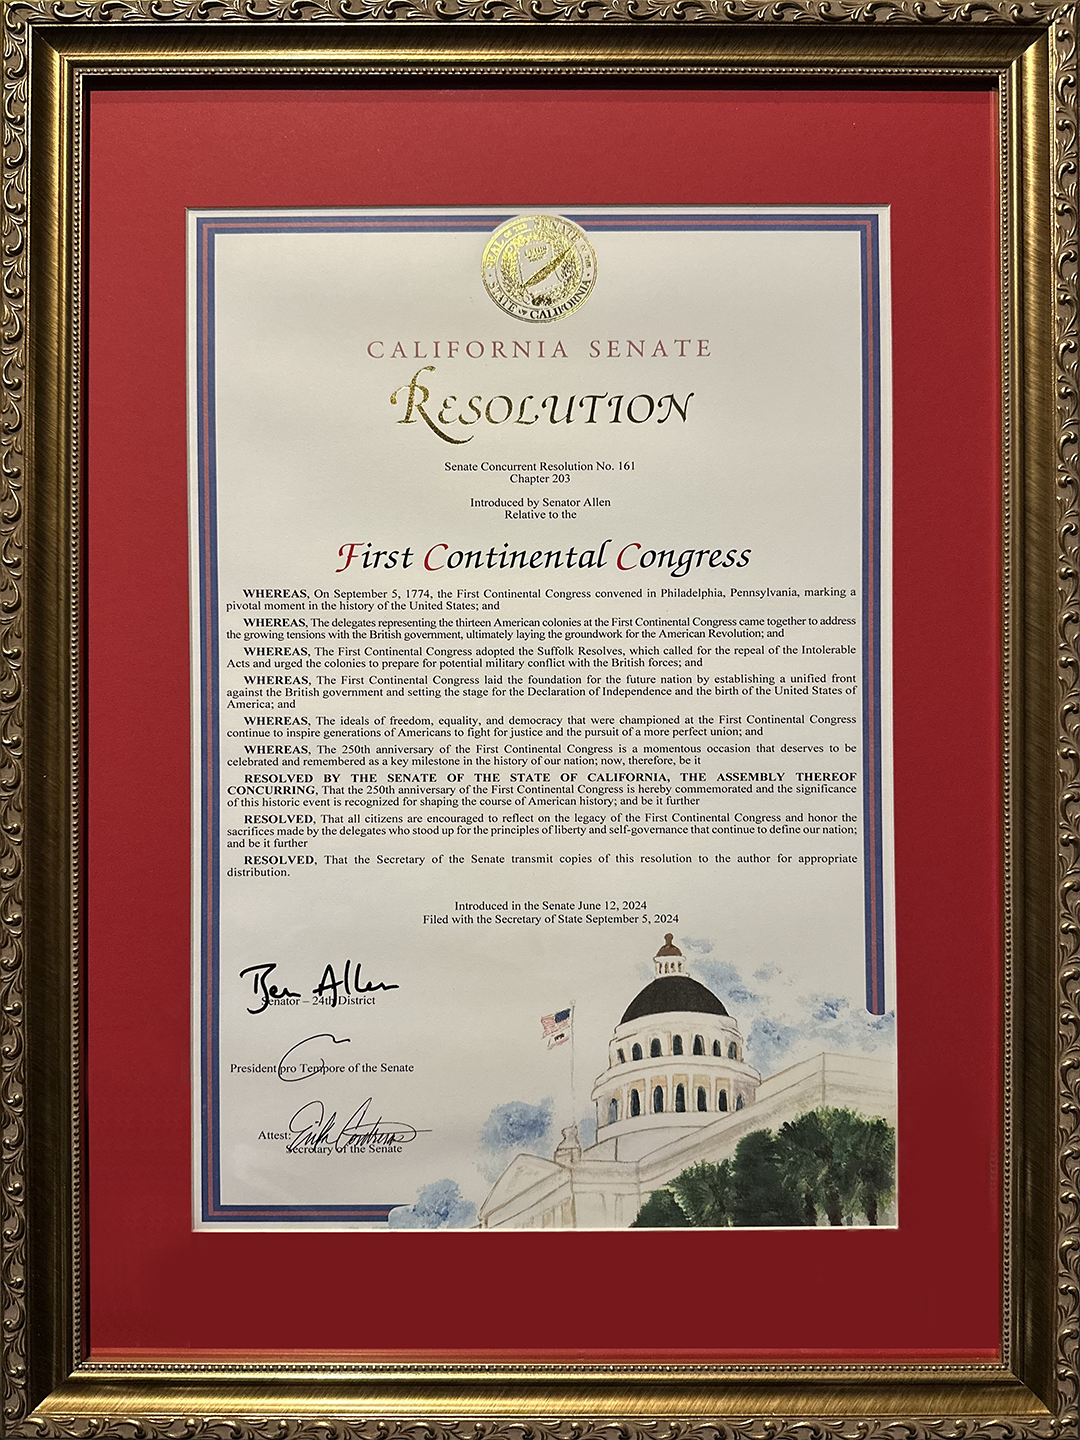 SEAL OF THE SENATE OF THE
STATE OF CALIFORNIA
CALIFORNIA SENATE
RESOLUTION
Senate Concurrent Resolution No. 161
Chapter 203
Introduced by Senator Allen
Relative to the
First Continental Congress
WHEREAS, On September 5, 1774, the First Continental Congress convened in Philadelphia, Pennsylvania, marking a
pivotal moment in the history of the United States; and
WHEREAS, The delegates representing the thirteen American colonies at the First Continental Congress came together to address
the growing tensions with the British government, ultimately laying the groundwork for the American Revolution; and
WHEREAS, The First Continental Congress adopted the Suffolk Resolves, which called for the repeal of the Intolerable
Acts and urged the colonies to prepare for potential military conflict with the British forces; and
WHEREAS, The First Continental Congress laid the foundation for the future nation by establishing a unified front
against the British government and setting the stage for the Declaration of Independence and the birth of the United States of
America; and
WHEREAS, The ideals of freedom, equality, and democracy that were championed at the First Continental Congress
continue to inspire generations of Americans to fight for justice and the pursuit of a more perfect union; and
WHEREAS, The 250th anniversary of the First Continental Congress is a momentous occasion that deserves to be
celebrated and remembered as a key milestone in the history of our nation; now, therefore, be it
RESOLVED BY THE SENATE OF THE STATE OF CALIFORNIA, THE ASSEMBLY THEREOF
CONCURRING, That the 250th anniversary of the First Continental Congress is hereby commemorated and the significance
of this historic event is recognized for shaping the course of American history; and be it further
RESOLVED, That all citizens are encouraged to reflect on the legacy of the First Continental Congress and honor the
sacrifices made by the delegates who stood up for the principles of liberty and self-governance that continue to define our nation;
and be it further
RESOLVED, That the Secretary of the Senate transmit copies of this resolution to the author for appropriate
distribution.
Introduced in the Senate June 12, 2024
Filed with the Secretary of State September 5, 2024
Ben Allen
Senator – 24th District
President pro Tempore of the Senate
Attest: Erika Contreras
Secretary of the Senate